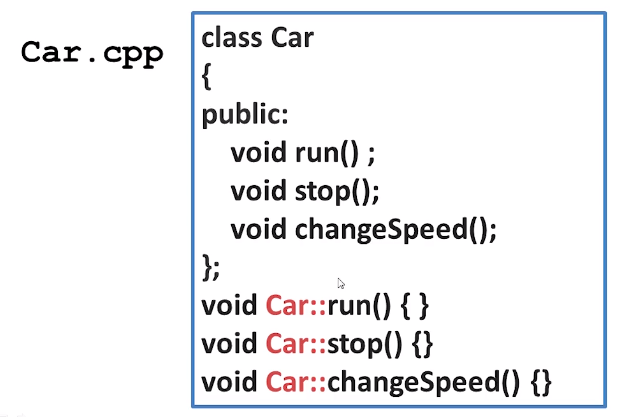 Car.cpp
class Car
{
public:
void run() ;
void stop();
void changeSpeed();
};
void Car::run() { }
void Car::stop() {}
void Car::changeSpeed() {}